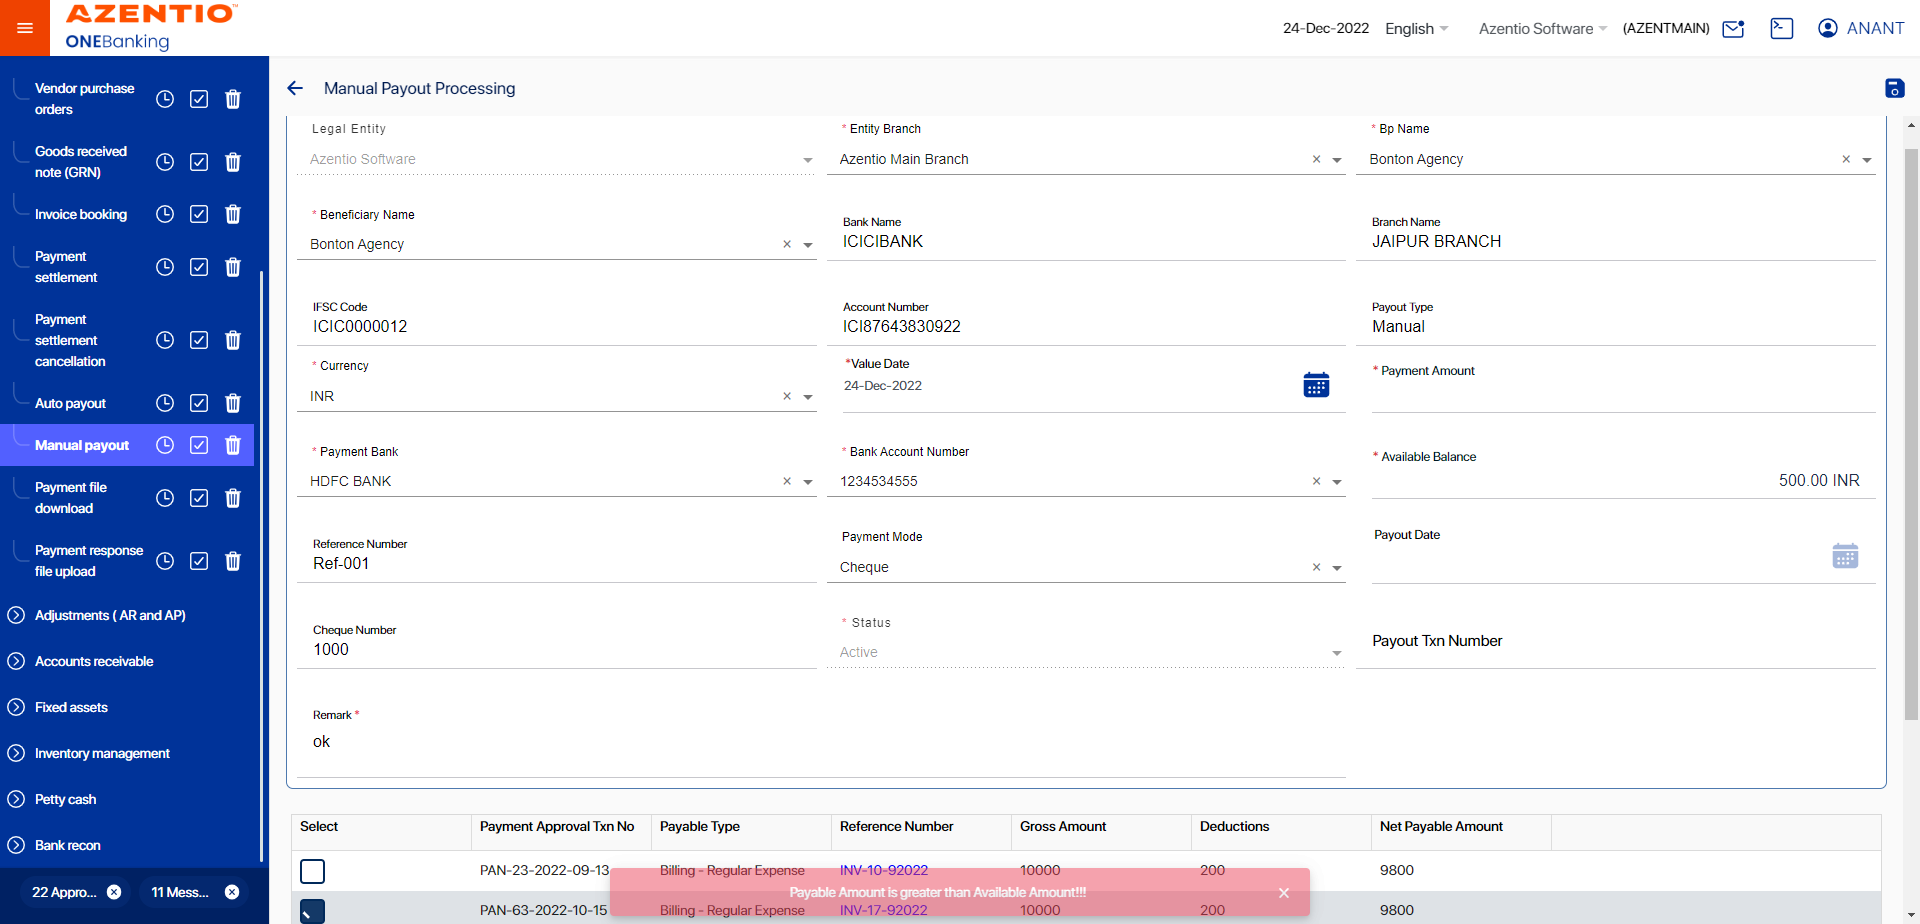 AZENTIO
ONEBanking
24-Dec-2022 English Azentio Software (AZENTMAIN) ANANT
Vendor purchase
orders
Goods received
note (GRN)
Invoice booking
Payment
settlement
Payment
settlement
cancellation
Auto payout
Manual payout
Payment file
download
Payment response
file upload
Adjustments ( AR and AP)
Accounts receivable
Fixed assets
Inventory management
Petty cash
Bank recon
22 Appro... 11 Mess...
Manual Payout Processing
Legal Entity * Entity Branch * Bp Name
Azentio Software Azentio Main Branch Bonton Agency
* Beneficiary Name Bank Name Branch Name
Bonton Agency ICICIBANK JAIPUR BRANCH
IFSC Code Account Number Payout Type
ICIC0000012 ICI87643830922 Manual
* Currency *Value Date * Payment Amount
INR 24-Dec-2022
* Payment Bank * Bank Account Number * Available Balance
HDFC BANK 1234534555 500.00 INR
Reference Number Payment Mode Payout Date
Ref-001 Cheque
Cheque Number * Status Payout Txn Number
1000 Active
Remark *
ok
Select Payment Approval Txn No Payable Type Reference Number Gross Amount Deductions Net Payable Amount
PAN-23-2022-09-13 Billing - Regular Expense INV-10-92022 10000 200 9800
Payable Amount is greater than Available Amount!!!
PAN-63-2022-10-15 Billing - Regular Expense INV-17-92022 10000 200 9800